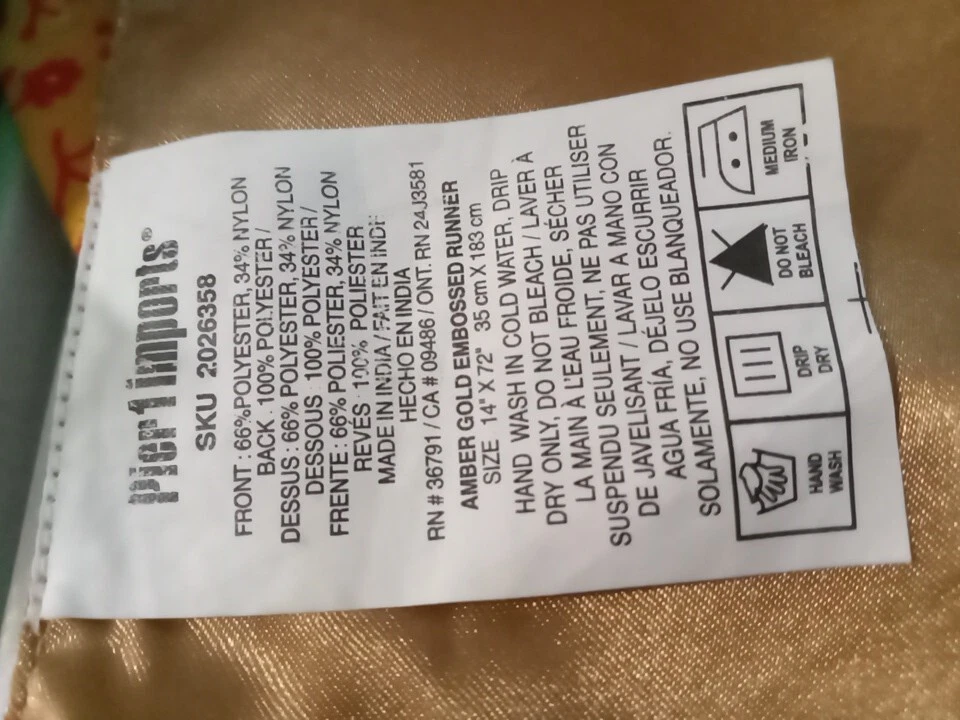 Pier 1 imports®
SKU 2026358
FRONT : 66%POLYESTER, 34% NYLON
BACK : 100% POLYESTER /
DESSUS : 66% POLYESTER, 34% NYLON
DESSOUS : 100% POLYESTER /
FRENTE : 66% POLIESTER, 34% NYLON
REVÉS : 100% POLIESTER
MADE IN INDIA / FAIT EN INDE
HECHO EN INDIA
RN # 36791 / CA # 09486 / ONT. RN 24J3581
AMBER GOLD EMBOSSED RUNNER
SIZE 14" X 72" 35 cm X 183 cm
HAND WASH IN COLD WATER, DRIP
DRY ONLY, DO NOT BLEACH / LAVER À
LA MAIN À L'EAU FROIDE, SÉCHER
SUSPENDU SEULEMENT, NE PAS UTILISER
DE JAVELISANT / LAVAR A MANO CON
AGUA FRÍA, DÉJELO ESCURRIR
SOLAMENTE, NO USE BLANQUEADOR.
HAND WASH
DRIP DRY
DO NOT BLEACH
MEDIUM IRON